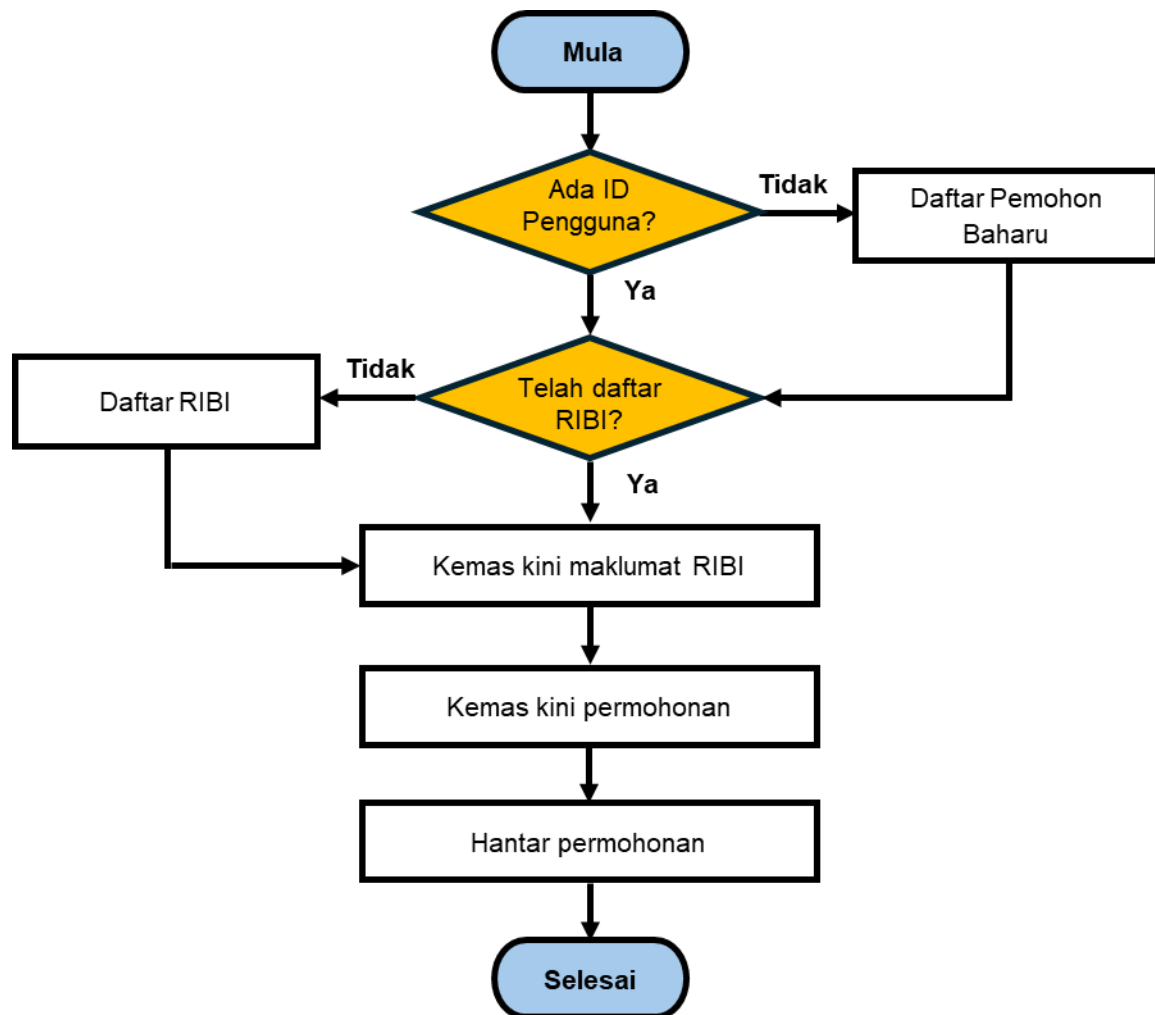 Mula
Ada ID
Pengguna?
Tidak
Daftar Pemohon
Baharu
Ya
Telah daftar
RIBI?
Tidak
Daftar RIBI
Ya
Kemas kini maklumat RIBI
Kemas kini permohonan
Hantar permohonan
Selesai